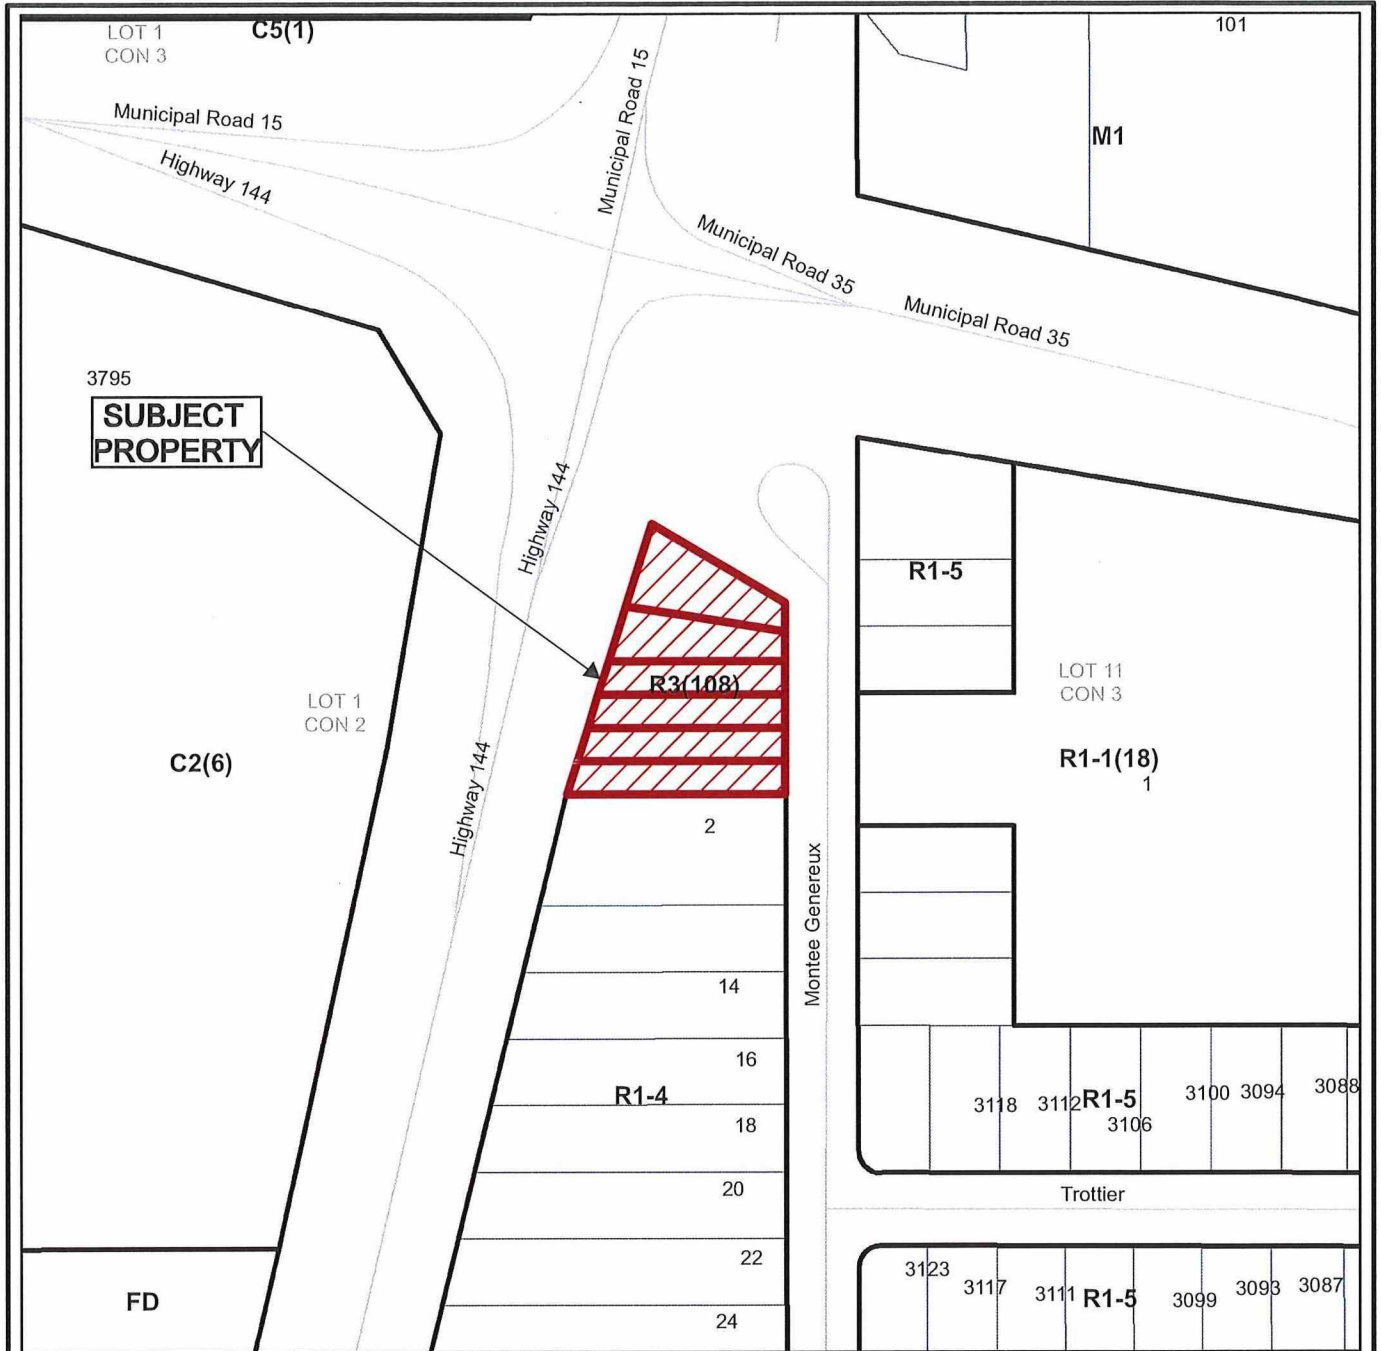 LOT 1
CON 3
C5(1)
101
Municipal Road 15
Municipal Road 15
M1
Highway 144
Municipal Road 35
Municipal Road 35
3795
SUBJECT
PROPERTY
Highway 144
R1-5
LOT 11
CON 3
R3(108)
LOT 1
CON 2
C2(6)
R1-1(18)
1
Highway 144
2
Montee Genereux
14
16
R1-4
18
3118
3112
R1-5
3106
3100
3094
3088
20
Trottier
22
24
FD
3123
3117
3111
R1-5
3099
3093
3087